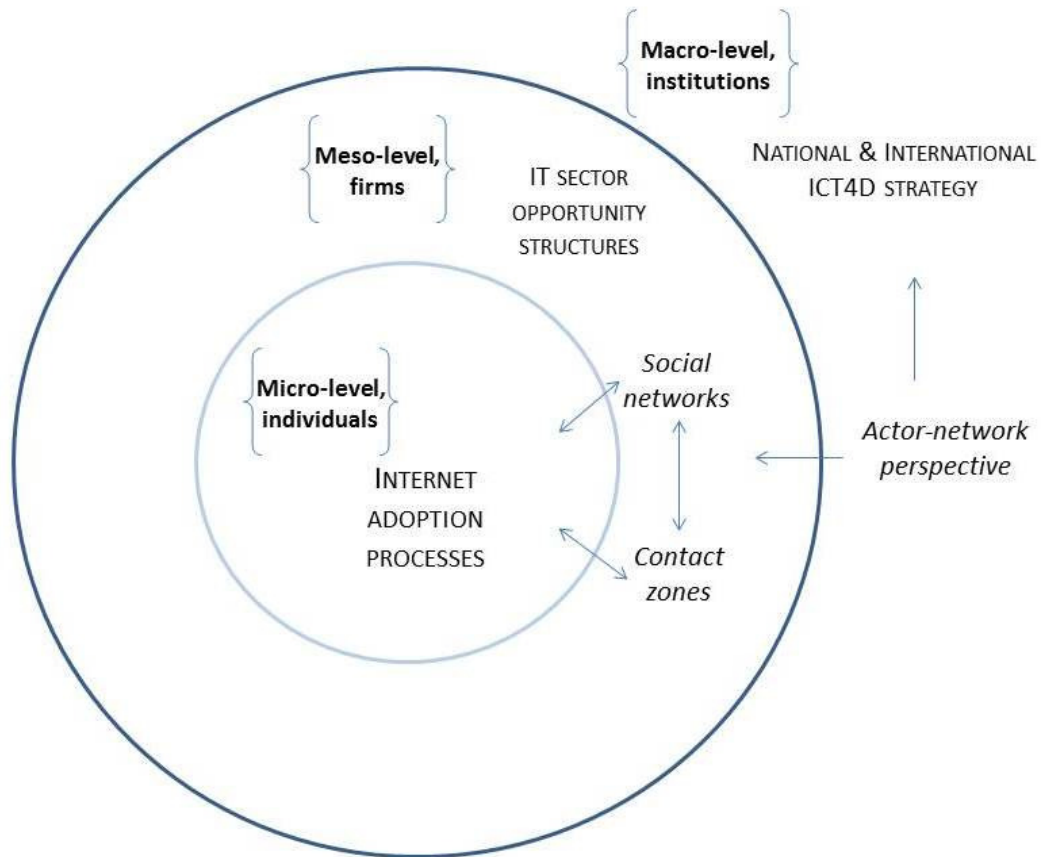 Macro-level,
institutions
Meso-level,
firms
NATIONAL & INTERNATIONAL
ICT4D STRATEGY
IT SECTOR
OPPORTUNITY
STRUCTURES
Micro-level,
individuals
Social
networks
Actor-network
perspective
INTERNET
ADOPTION
PROCESSES
Contact
zones